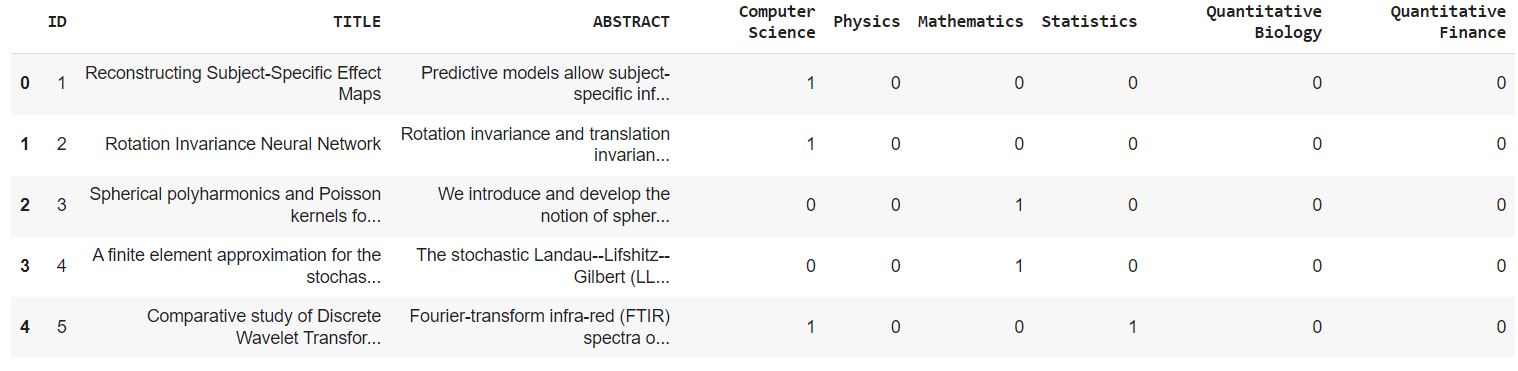 ID TITLE ABSTRACT Computer Science Physics Mathematics Statistics Quantitative Biology Quantitative Finance
0 1 Reconstructing Subject-Specific Effect Maps Predictive models allow subject-specific inf... 1 0 0 0 0 0
1 2 Rotation Invariance Neural Network Rotation invariance and translation invarian... 1 0 0 0 0 0
2 3 Spherical polyharmonics and Poisson kernels fo... We introduce and develop the notion of spher... 0 0 1 0 0 0
3 4 A finite element approximation for the stochas... The stochastic Landau--Lifshitz--Gilbert (LL... 0 0 1 0 0 0
4 5 Comparative study of Discrete Wavelet Transfor... Fourier-transform infra-red (FTIR) spectra o... 1 0 0 1 0 0